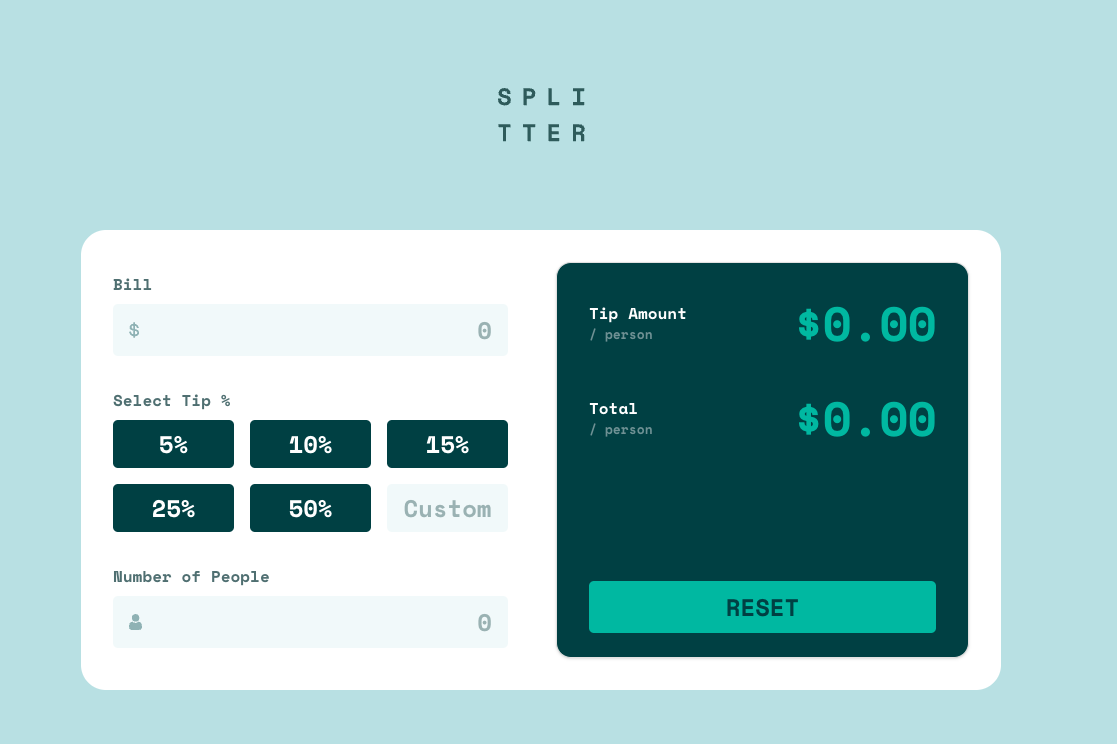 SPLI
TTER
Bill
$ 0
Select Tip %
5% 10% 15%
25% 50% Custom
Number of People
0
Tip Amount
/ person
$0.00
Total
/ person
$0.00
RESET